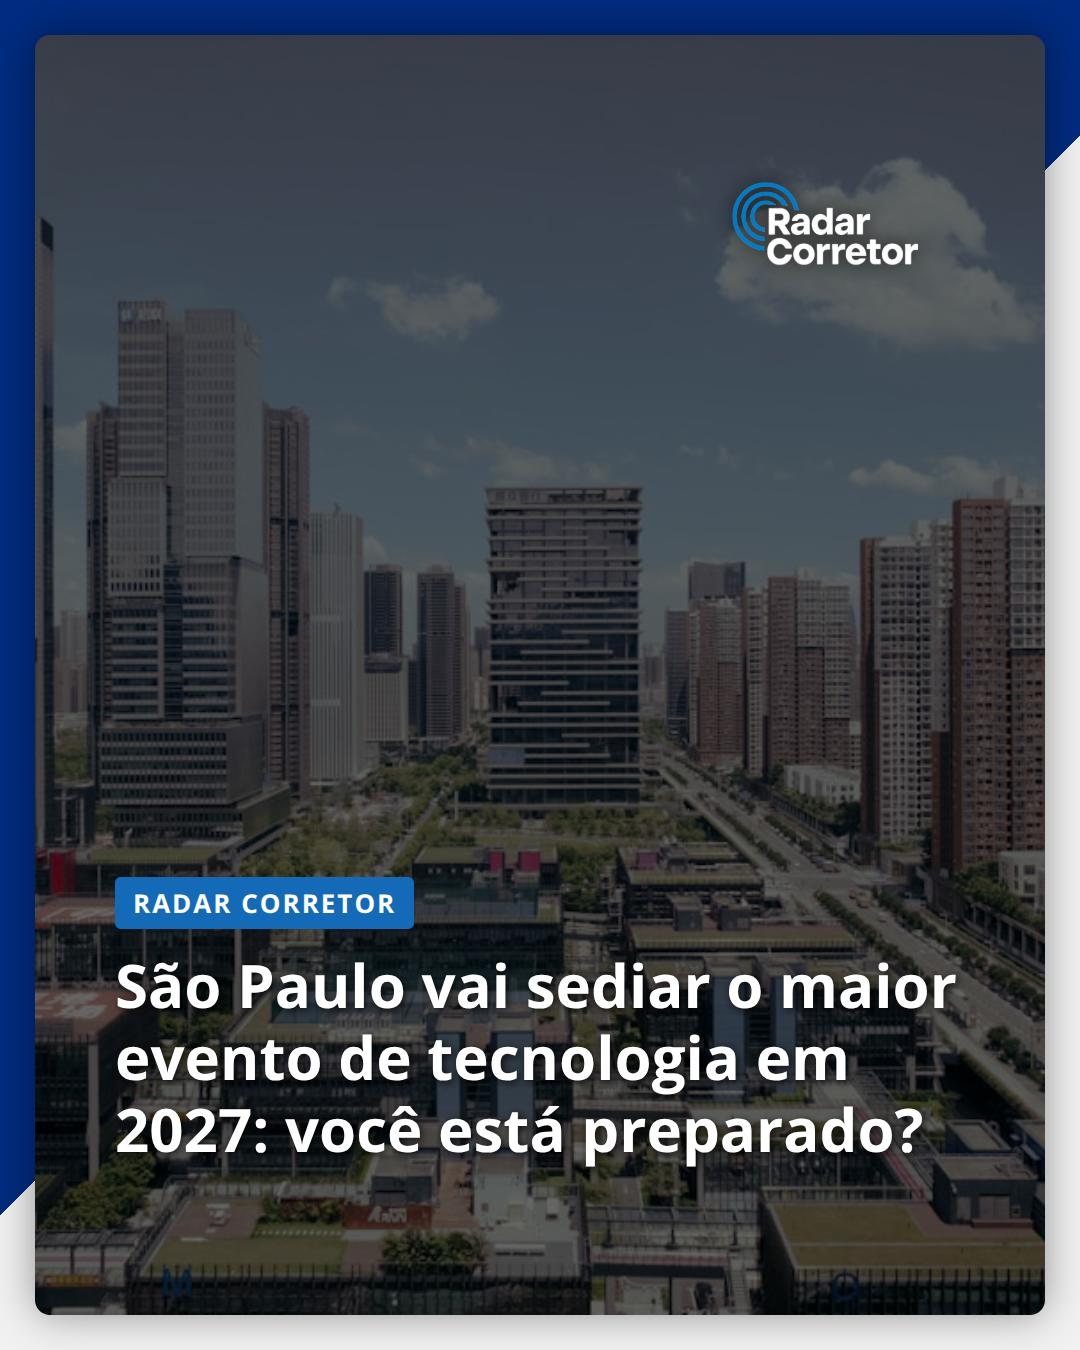 Radar
Corretor
RADAR CORRETOR
São Paulo vai sediar o maior
evento de tecnologia em
2027: você está preparado?